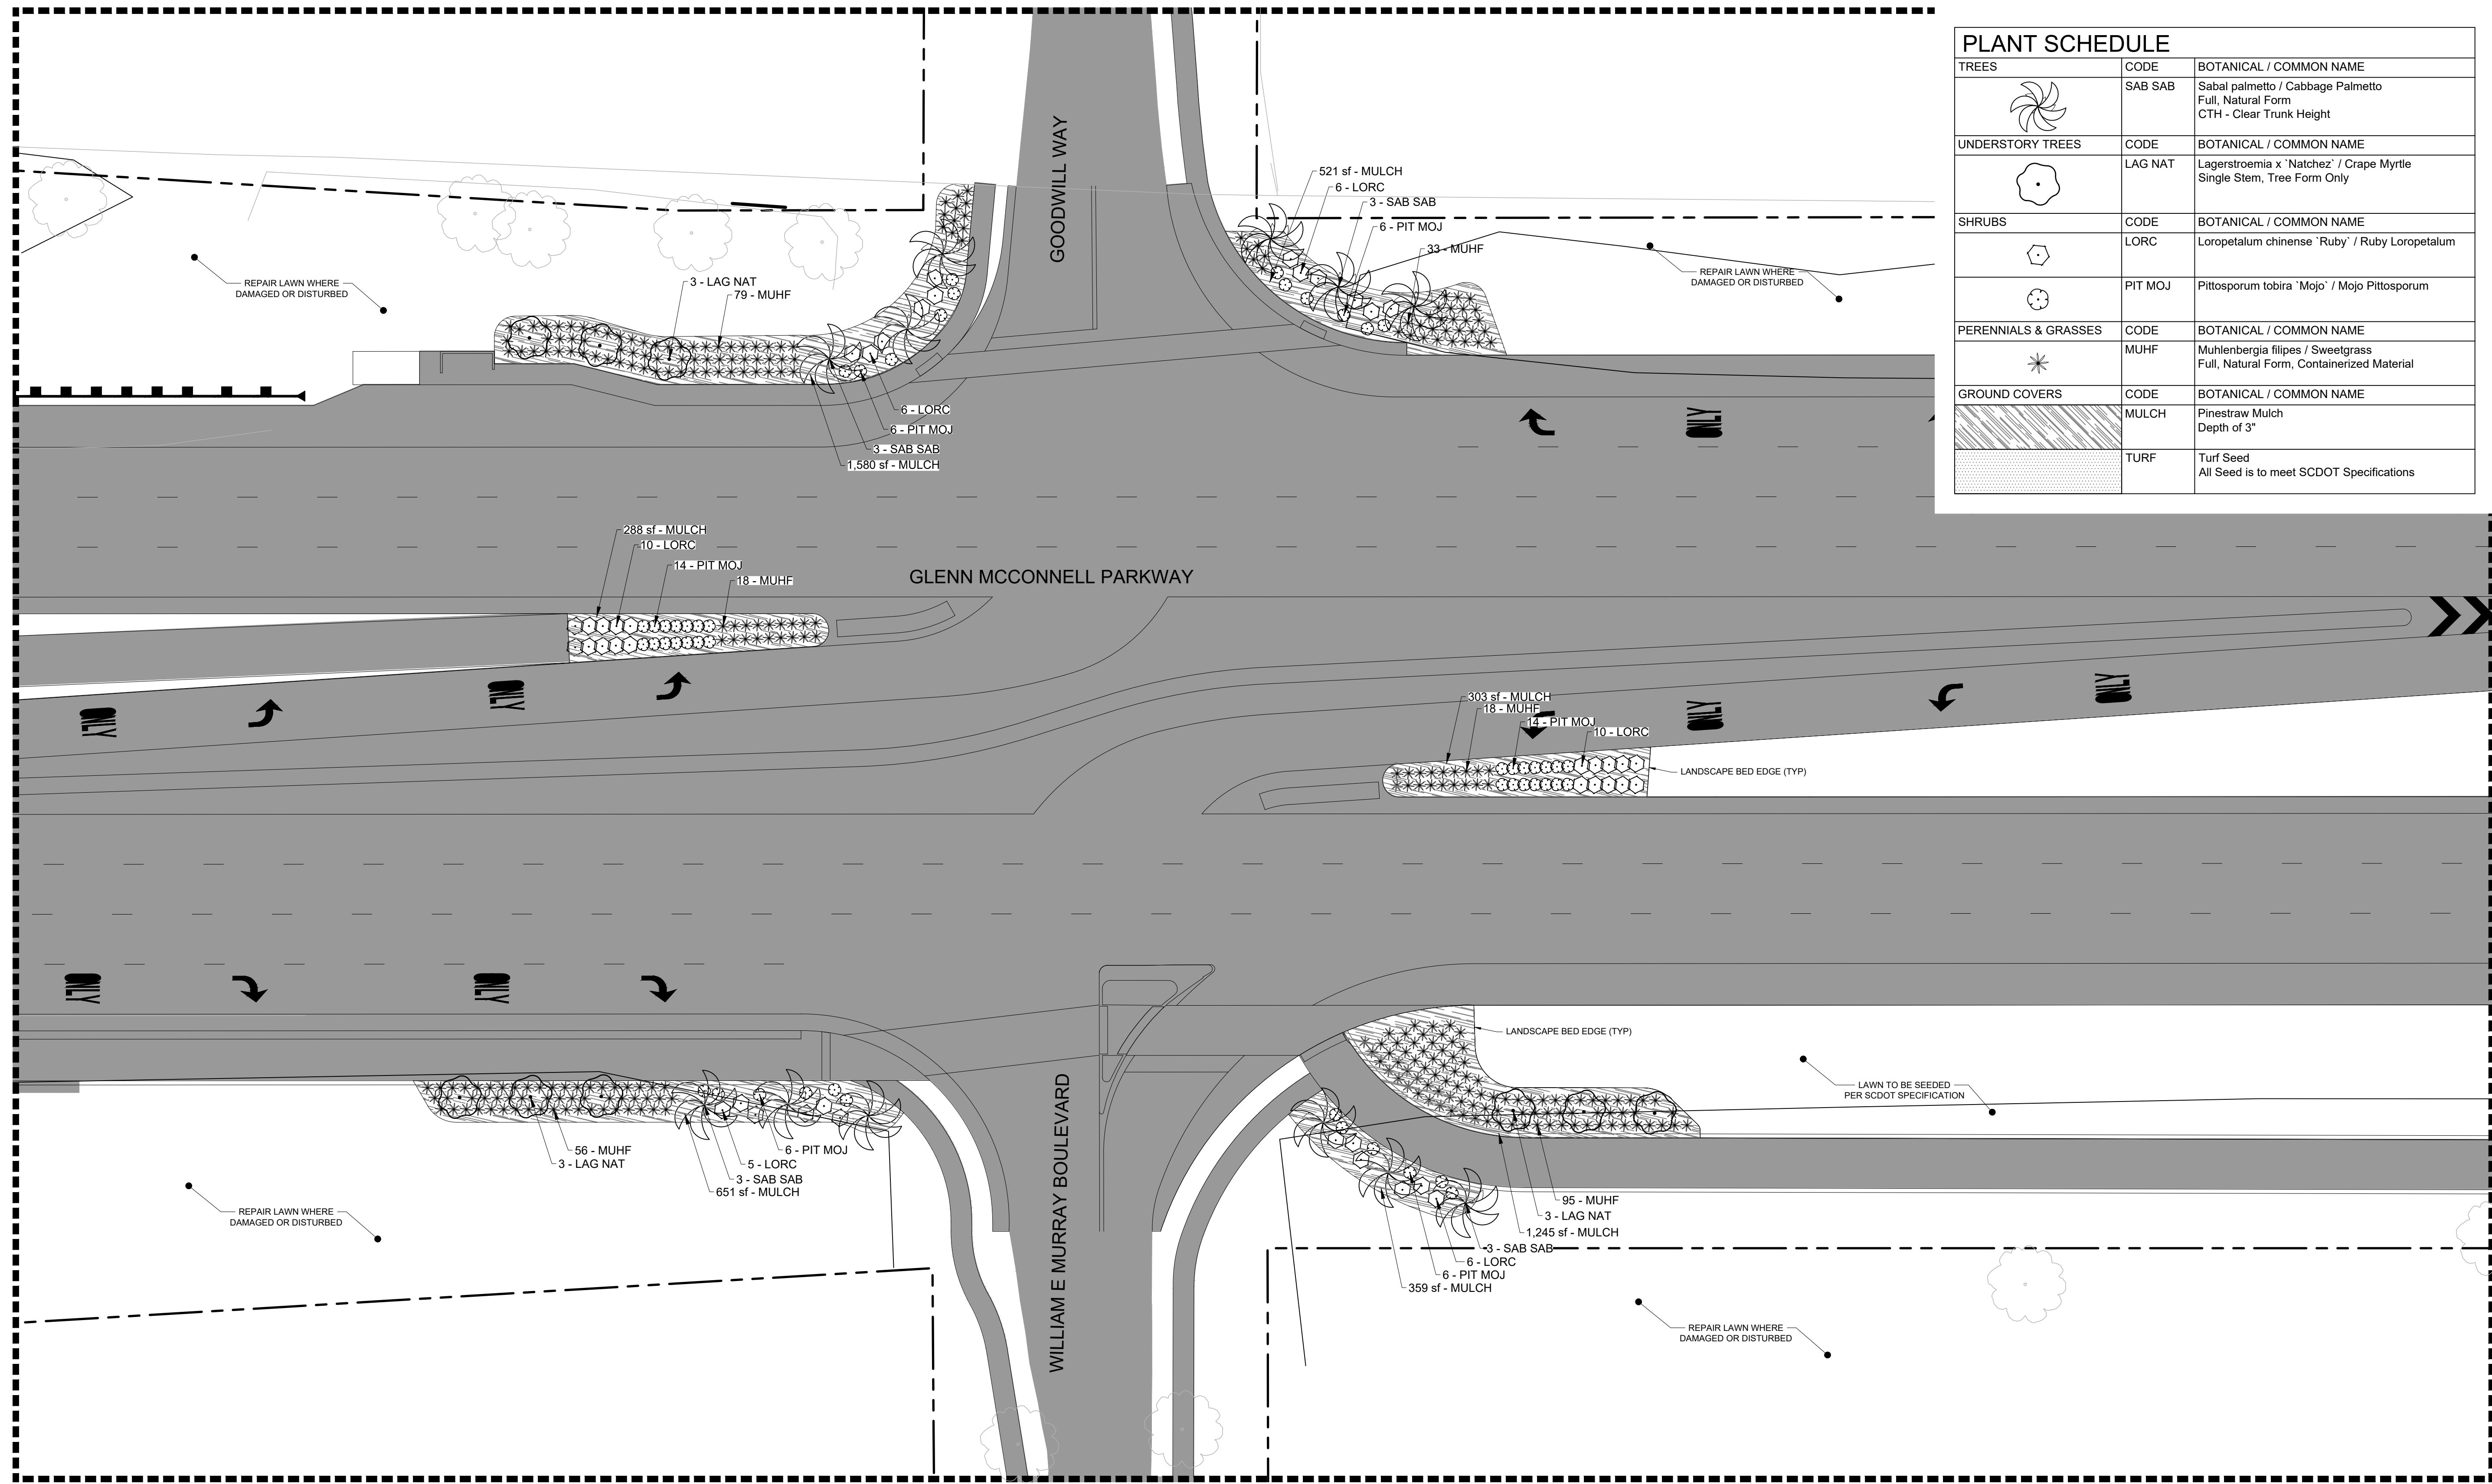 PLANT SCHEDULE
TREES CODE BOTANICAL / COMMON NAME
SAB SAB Sabal palmetto / Cabbage Palmetto
Full, Natural Form
CTH - Clear Trunk Height
UNDERSTORY TREES CODE BOTANICAL / COMMON NAME
LAG NAT Lagerstroemia x `Natchez` / Crape Myrtle
Single Stem, Tree Form Only
SHRUBS CODE BOTANICAL / COMMON NAME
LORC Loropetalum chinense `Ruby` / Ruby Loropetalum
PIT MOJ Pittosporum tobira `Mojo` / Mojo Pittosporum
PERENNIALS & GRASSES CODE BOTANICAL / COMMON NAME
MUHF Muhlenbergia filipes / Sweetgrass
Full, Natural Form, Containerized Material
GROUND COVERS CODE BOTANICAL / COMMON NAME
MULCH Pinestraw Mulch
Depth of 3"
TURF Turf Seed
All Seed is to meet SCDOT Specifications
GOODWILL WAY
521 sf - MULCH
6 - LORC
3 - SAB SAB
6 - PIT MOJ
33 - MUHF
REPAIR LAWN WHERE
DAMAGED OR DISTURBED
REPAIR LAWN WHERE
DAMAGED OR DISTURBED
3 - LAG NAT
79 - MUHF
6 - LORC
6 - PIT MOJ
3 - SAB SAB
1,580 sf - MULCH
ONLY
288 sf - MULCH
10 - LORC
14 - PIT MOJ
18 - MUHF
GLENN MCCONNELL PARKWAY
ONLY
ONLY
ONLY
ONLY
303 sf - MULCH
18 - MUHF
14 - PIT MOJ
10 - LORC
LANDSCAPE BED EDGE (TYP)
ONLY
ONLY
LANDSCAPE BED EDGE (TYP)
LAWN TO BE SEEDED
PER SCDOT SPECIFICATION
WILLIAM E MURRAY BOULEVARD
56 - MUHF
3 - LAG NAT
6 - PIT MOJ
5 - LORC
3 - SAB SAB
651 sf - MULCH
REPAIR LAWN WHERE
DAMAGED OR DISTURBED
95 - MUHF
3 - LAG NAT
1,245 sf - MULCH
3 - SAB SAB
6 - LORC
6 - PIT MOJ
359 sf - MULCH
REPAIR LAWN WHERE
DAMAGED OR DISTURBED